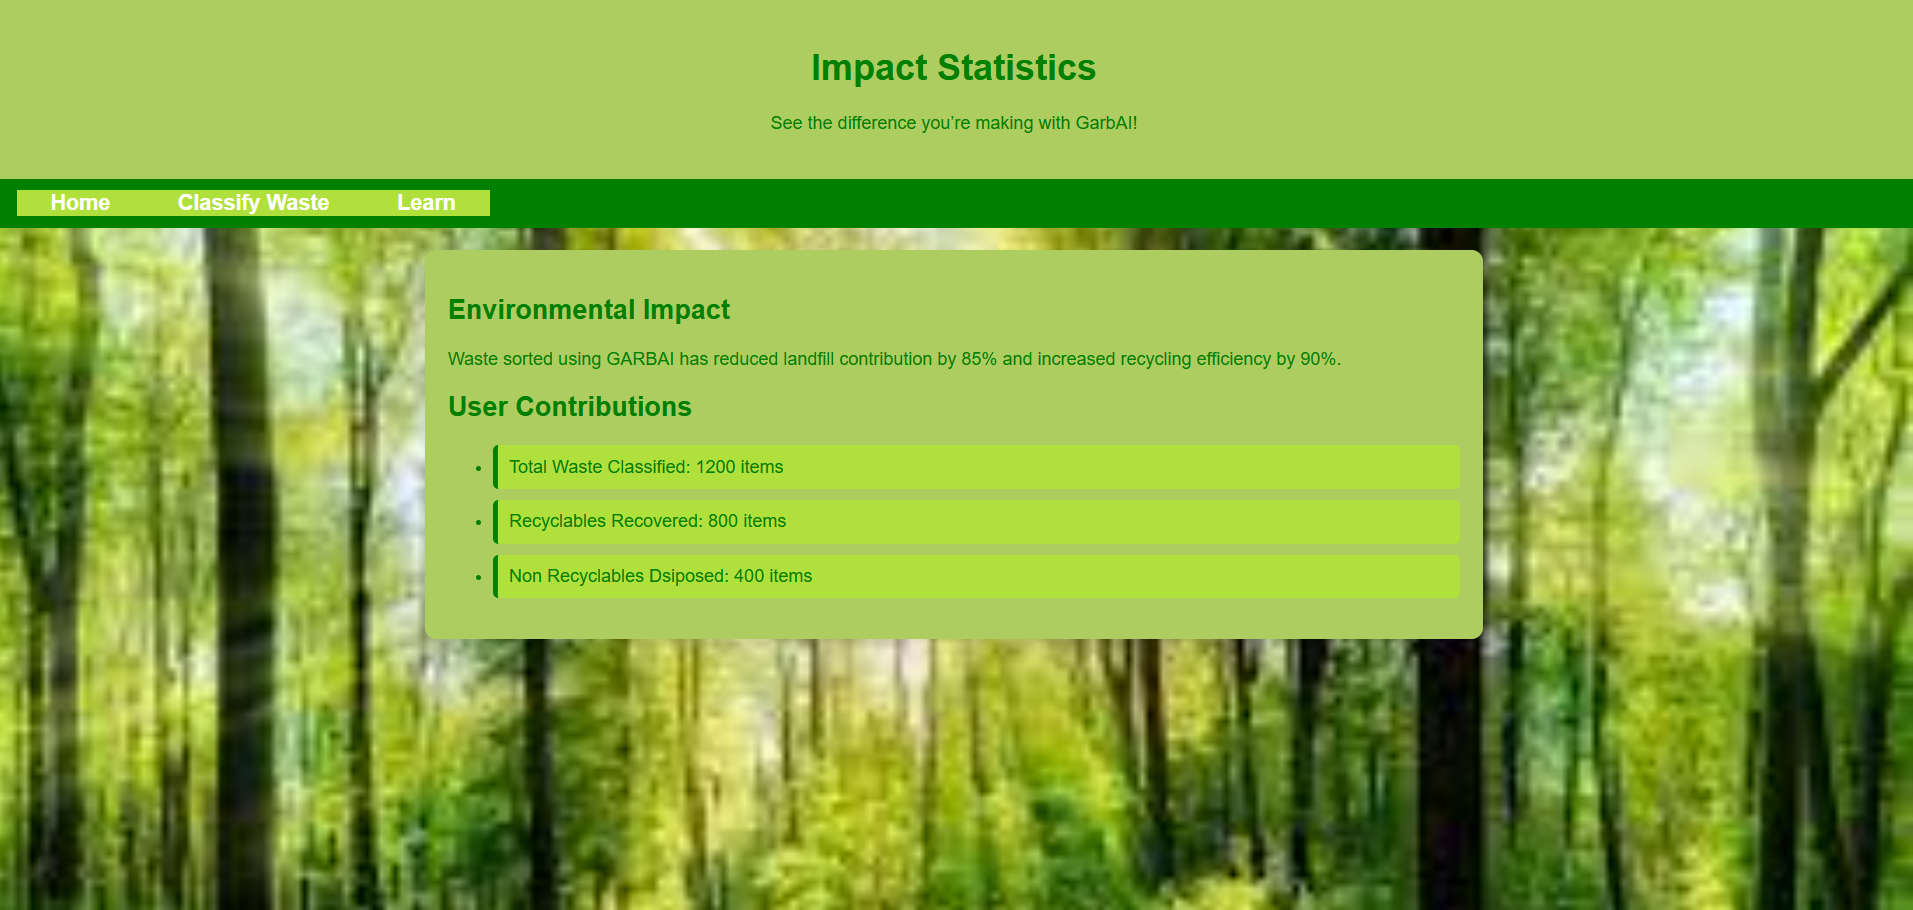 Impact Statistics
See the difference you're making with GarbAI!
Home Classify Waste Learn
Environmental Impact
Waste sorted using GARBAI has reduced landfill contribution by 85% and increased recycling efficiency by 90%.
User Contributions
Total Waste Classified: 1200 items
Recyclables Recovered: 800 items
Non Recyclables Dsiposed: 400 items